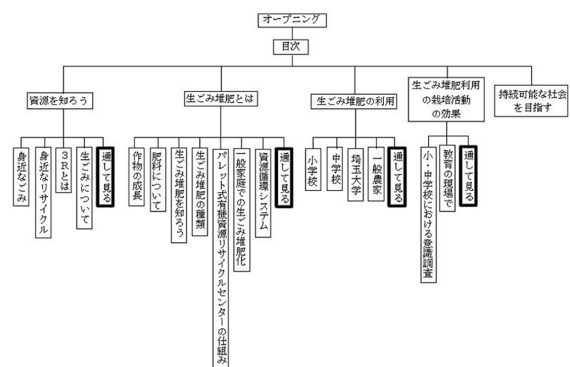 オープニング
目次
資源を知ろう
生ごみ堆肥とは
生ごみ堆肥の利用
生ごみ堆肥利用
の栽培活動
の効果
持続可能な社会
を目指す
身近なごみ
身近なリサイクル
3Rとは
生ごみについて
通して見る
作物の成長
肥料について
生ごみ堆肥を知ろう
生ごみ堆肥の種類
パレット式有機資源リサイクルセンターの仕組み
一般家庭での生ごみ堆肥化
資源循環システム
通して見る
小学校
中学校
埼玉大学
一般農家
通して見る
小・中学校における意識調査
教育の現場で
通して見る